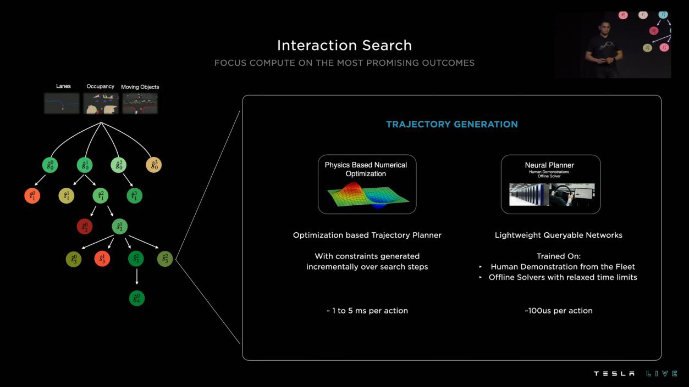 Interaction Search
FOCUS COMPUTE ON THE MOST PROMISING OUTCOMES
Lanes
Occupancy
Moving Objects
TRAJECTORY GENERATION
Physics Based Numerical
Optimization
Optimization based Trajectory Planner
With constraints generated
incrementally over search steps
~ 1 to 5 ms per action
Neural Planner
Human Demonstrations
Offline Solver
Lightweight Queryable Networks
Trained On:
• Human Demonstration from the Fleet
• Offline Solvers with relaxed time limits
~100us per action
TESLA LIVE